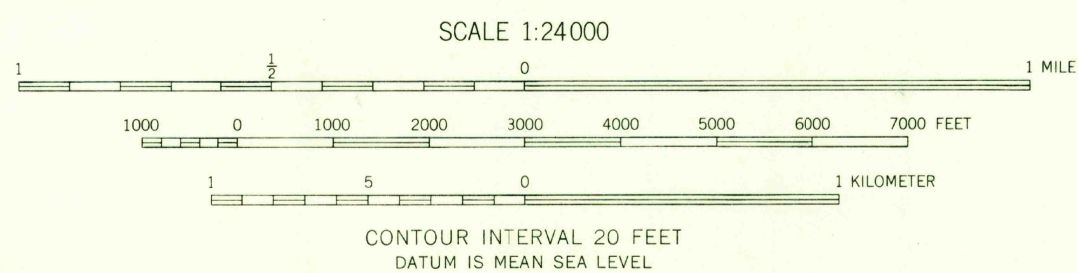 SCALE 1:24000
1 1/2 0 1 MILE
1000 0 1000 2000 3000 4000 5000 6000 7000 FEET
1 5 0 1 KILOMETER
CONTOUR INTERVAL 20 FEET
DATUM IS MEAN SEA LEVEL